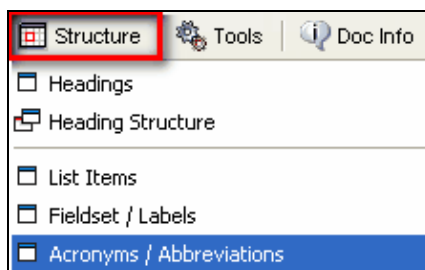 Structure Tools Doc Info
Headings
Heading Structure
List Items
Fieldset / Labels
Acronyms / Abbreviations